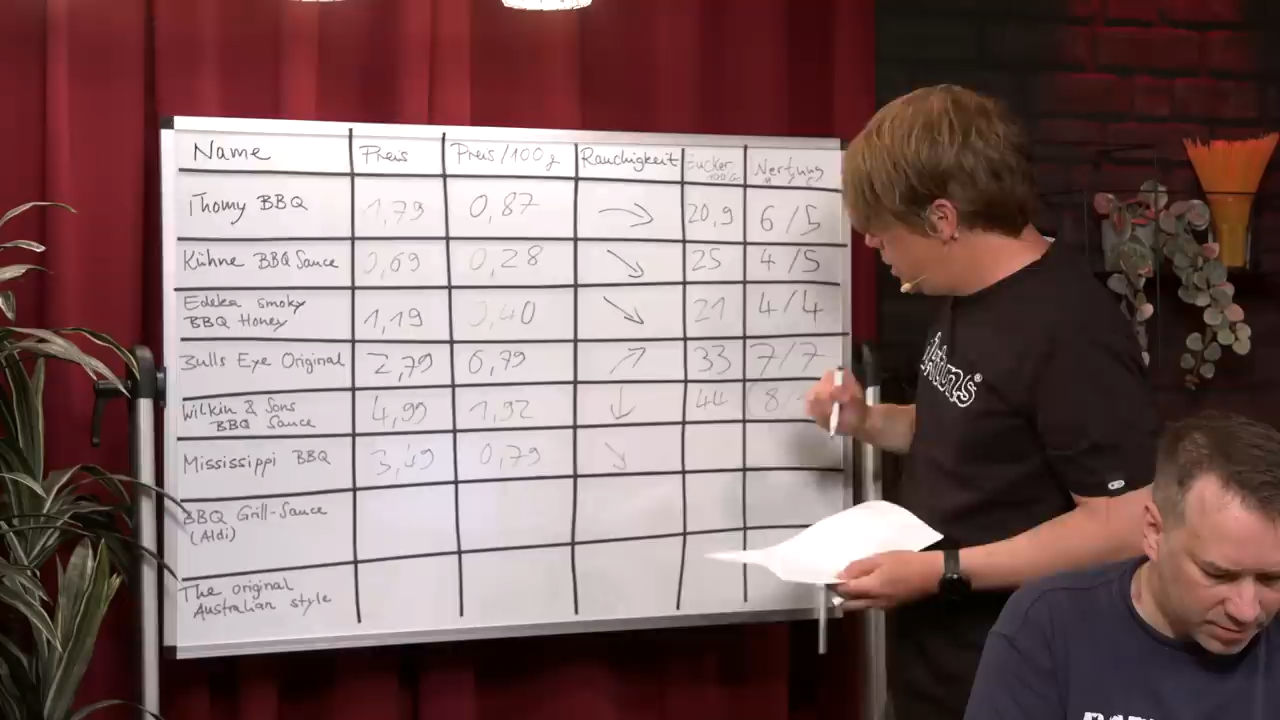 Name Preis Preis/100g Rauchigkeit Zucker Wertung
Thomy BBQ 1,79 0,87 → 20,9 6/5
Kühne BBQ Sauce 0,69 0,28 ↘ 25 4/5
Edeka smoky
BBQ Honey 1,19 0,40 ↘ 21 4/4
Bulls Eye Original 2,79 0,79 ↗ 33 7/7
Wilkin & Sons
BBQ Sauce 4,99 1,92 ↓ 44 8/
Mississippi BBQ 3,49 0,79 ↘
BBQ Grill-Sauce
(Aldi)
The original
Australian style